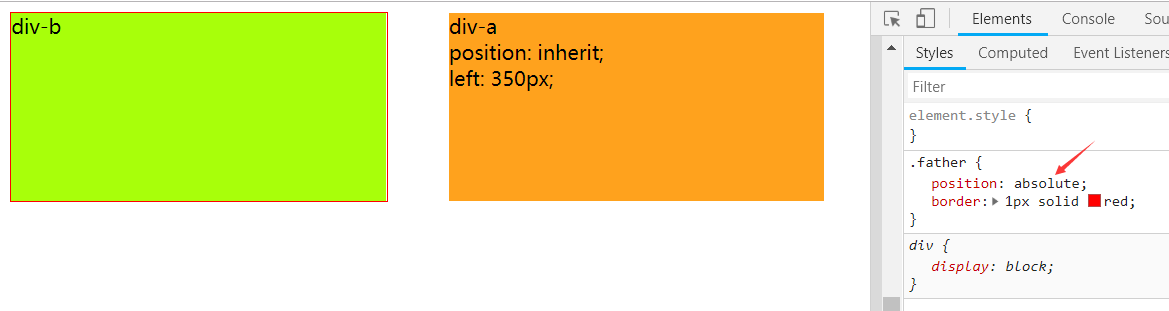 div-b
div-a
position: inherit;
left: 350px;
Elements
Console
Sou
Styles
Computed
Event Listeners
Filter
element.style {
}
.father {
position: absolute;
border: 1px solid red;
}
div {
display: block;
}